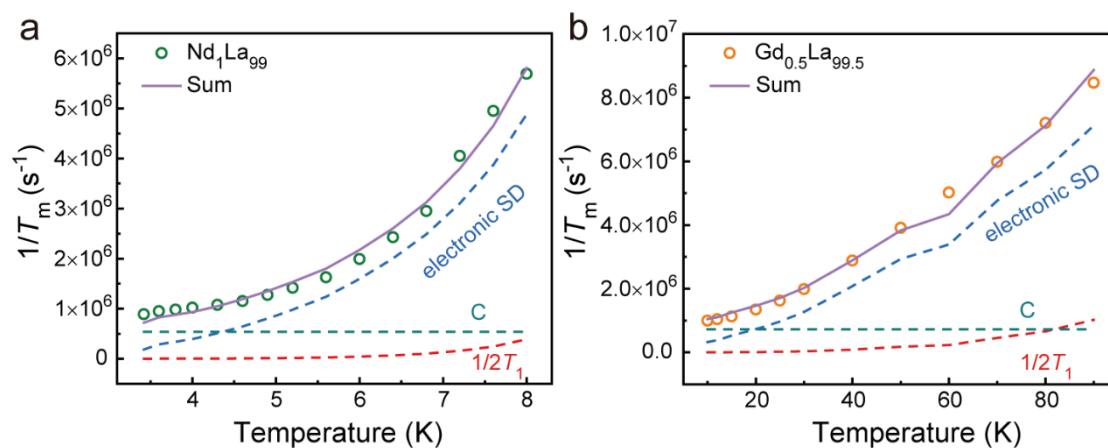 a
Nd₁La₉₉
Sum
6×10⁶
5×10⁶
4×10⁶
3×10⁶
2×10⁶
1×10⁶
0
1/Tₘ (s⁻¹)
electronic SD
C
1/2T₁
4 5 6 7 8
Temperature (K)
b
Gd₀.₅La₉₉.₅
Sum
1.0×10⁷
8.0×10⁶
6.0×10⁶
4.0×10⁶
2.0×10⁶
0.0
1/Tₘ (s⁻¹)
electronic SD
C
1/2T₁
20 40 60 80
Temperature (K)